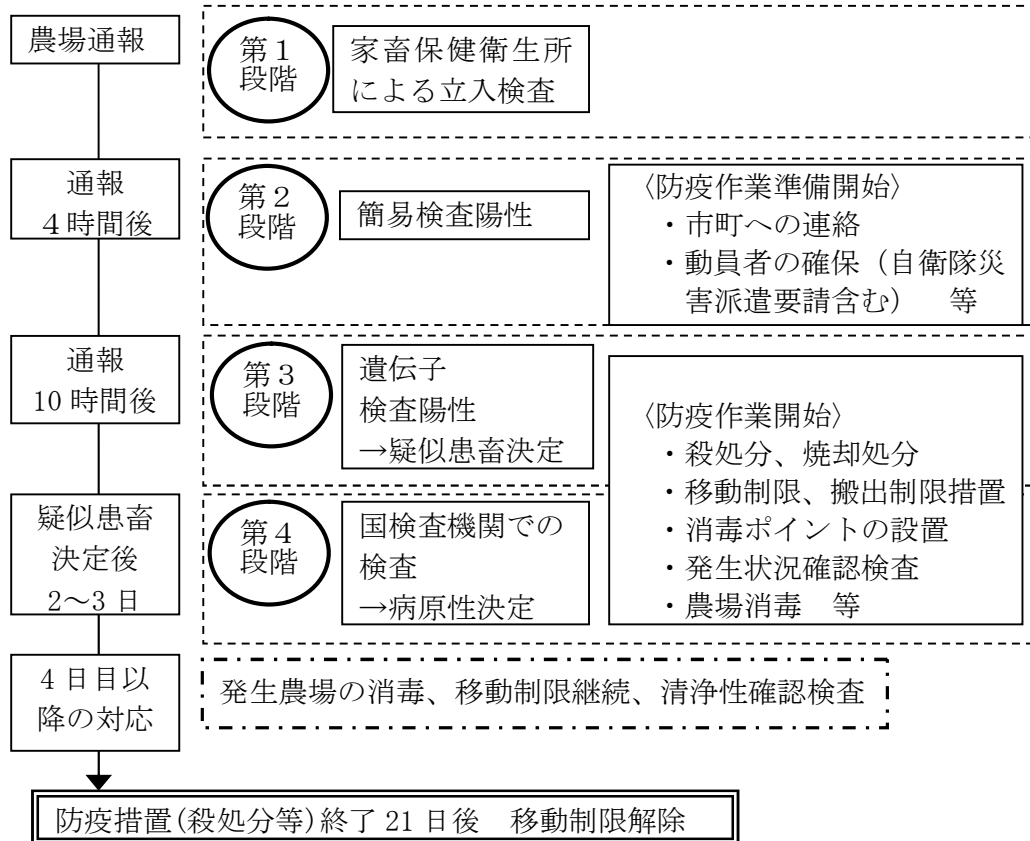 農場通報
第１
段階
家畜保健衛生所
による立入検査
通報
４時間後
第２
段階
簡易検査陽性
〈防疫作業準備開始〉
・市町への連絡
・動員者の確保（自衛隊災
害派遣要請含む）　等
通報
10 時間後
第３
段階
遺伝子
検査陽性
→疑似患畜決定
〈防疫作業開始〉
・殺処分、焼却処分
・移動制限、搬出制限措置
・消毒ポイントの設置
・発生状況確認検査
・農場消毒　等
疑似患畜
決定後
2～3 日
第４
段階
国検査機関での
検査
→病原性決定
4 日目以
降の対応
発生農場の消毒、移動制限継続、清浄性確認検査
防疫措置(殺処分等)終了 21 日後　移動制限解除